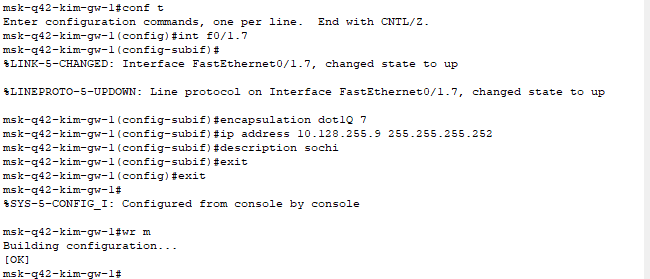 msk-q42-kim-gw-1#conf t
Enter configuration commands, one per line.  End with CNTL/Z.
msk-q42-kim-gw-1(config)#int f0/1.7
msk-q42-kim-gw-1(config-subif)#
%LINK-5-CHANGED: Interface FastEthernet0/1.7, changed state to up
%LINEPROTO-5-UPDOWN: Line protocol on Interface FastEthernet0/1.7, changed state to up
msk-q42-kim-gw-1(config-subif)#encapsulation dot1Q 7
msk-q42-kim-gw-1(config-subif)#ip address 10.128.255.9 255.255.255.252
msk-q42-kim-gw-1(config-subif)#description sochi
msk-q42-kim-gw-1(config-subif)#exit
msk-q42-kim-gw-1(config)#exit
msk-q42-kim-gw-1#
%SYS-5-CONFIG_I: Configured from console by console
msk-q42-kim-gw-1#wr m
Building configuration...
[OK]
msk-q42-kim-gw-1#